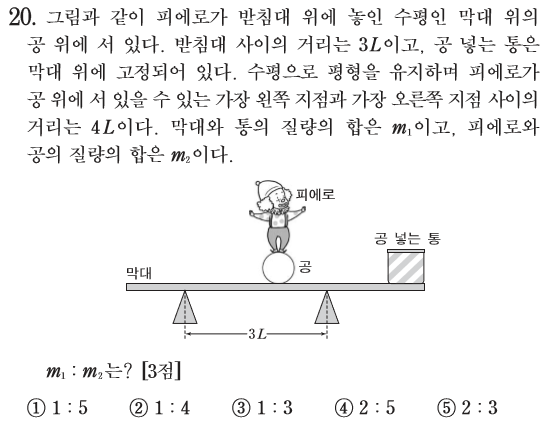 20. 그림과 같이 피에로가 받침대 위에 놓인 수평인 막대 위의
공 위에 서 있다. 받침대 사이의 거리는 3L이고, 공 넣는 통은
막대 위에 고정되어 있다. 수평으로 평형을 유지하며 피에로가
공 위에 서 있을 수 있는 가장 왼쪽 지점과 가장 오른쪽 지점 사이의
거리는 4L이다. 막대와 통의 질량의 합은 m₁이고, 피에로와
공의 질량의 합은 m₂이다.
피에로
공 넣는 통
막대
공
3L
m₁ : m₂는? [3점]
① 1 : 5 ② 1 : 4 ③ 1 : 3 ④ 2 : 5 ⑤ 2 : 3